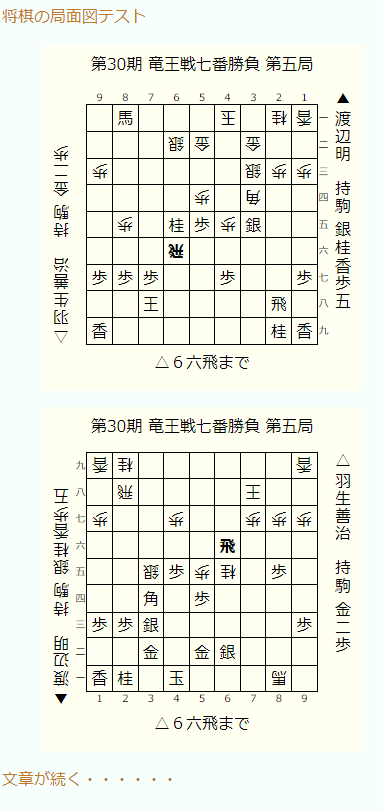 将棋の局面図テスト
第30期 竜王戦七番勝負 第五局
▲渡辺明 持駒 銀桂香歩五
9 8 7 6 5 4 3 2 1
馬 玉 桂 香 一
銀 金 金 二
歩 銀 歩 歩 三
歩 角 四
歩 桂 歩 歩 銀 五
飛 六
歩 歩 歩 歩 歩 七
王 飛 八
香 桂 香 九
△羽生善治 持駒 金二歩
△６六飛まで
第30期 竜王戦七番勝負 第五局
△羽生善治 持駒 金二歩
九 香 桂 香
八 飛 王
七 歩 歩 歩 歩 歩
六 飛
五 銀 歩 歩 桂 歩
四 角 歩
三 歩 歩 銀 歩
二 金 金 銀
一 香 桂 玉 馬
1 2 3 4 5 6 7 8 9
▲渡辺明 持駒 銀桂香歩五
△６六飛まで
文章が続く・・・・・・